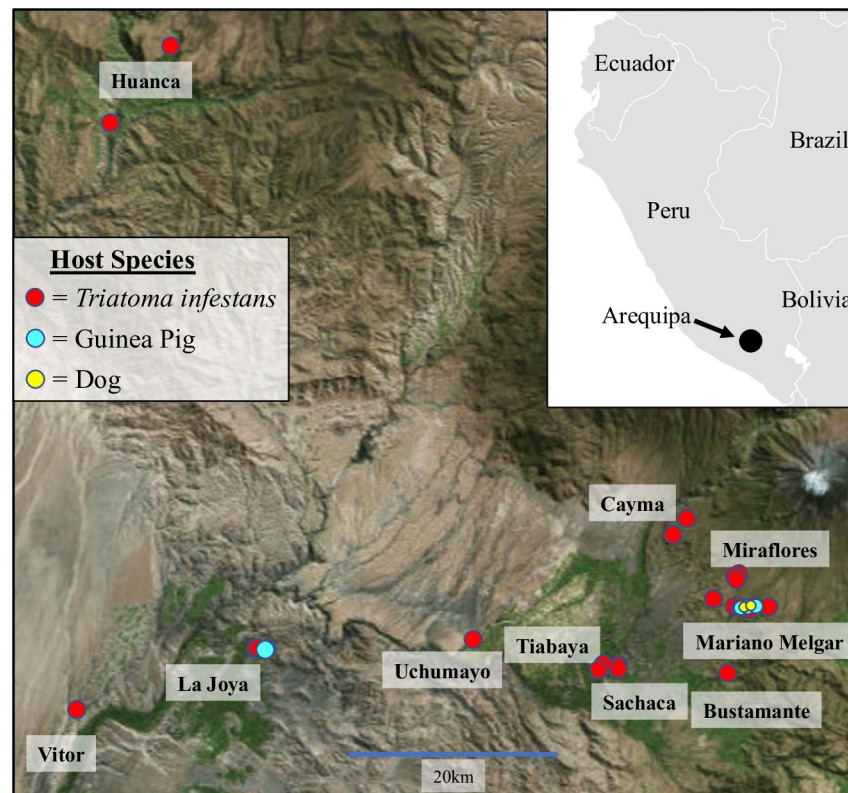 Huanca
Ecuador
Brazil
Peru
Bolivia
Arequipa
Host Species
= Triatoma infestans
= Guinea Pig
= Dog
Cayma
Miraflores
Mariano Melgar
Tiabaya
Uchumayo
La Joya
Sachaca
Bustamante
Vitor
20km